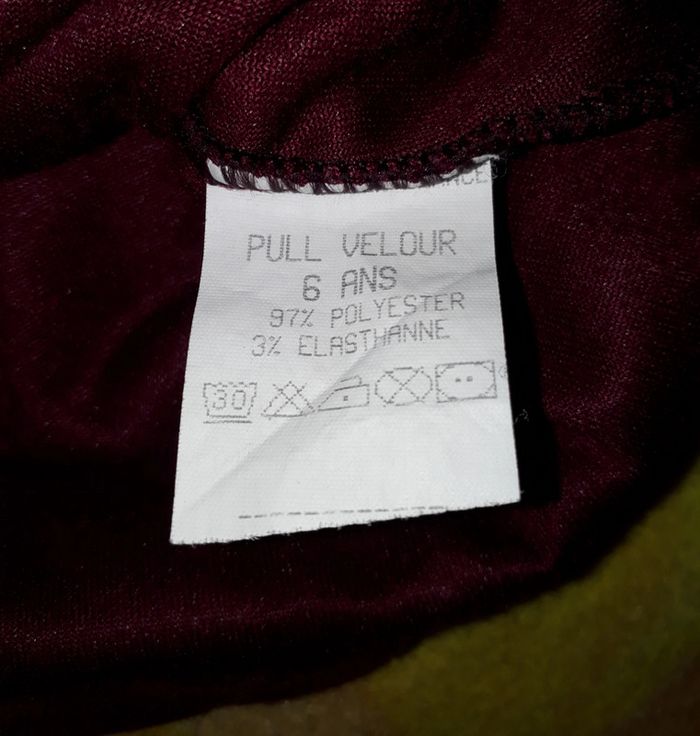 PULL VELOUR
6 ANS
97% POLYESTER
3% ELASTHANNE
30